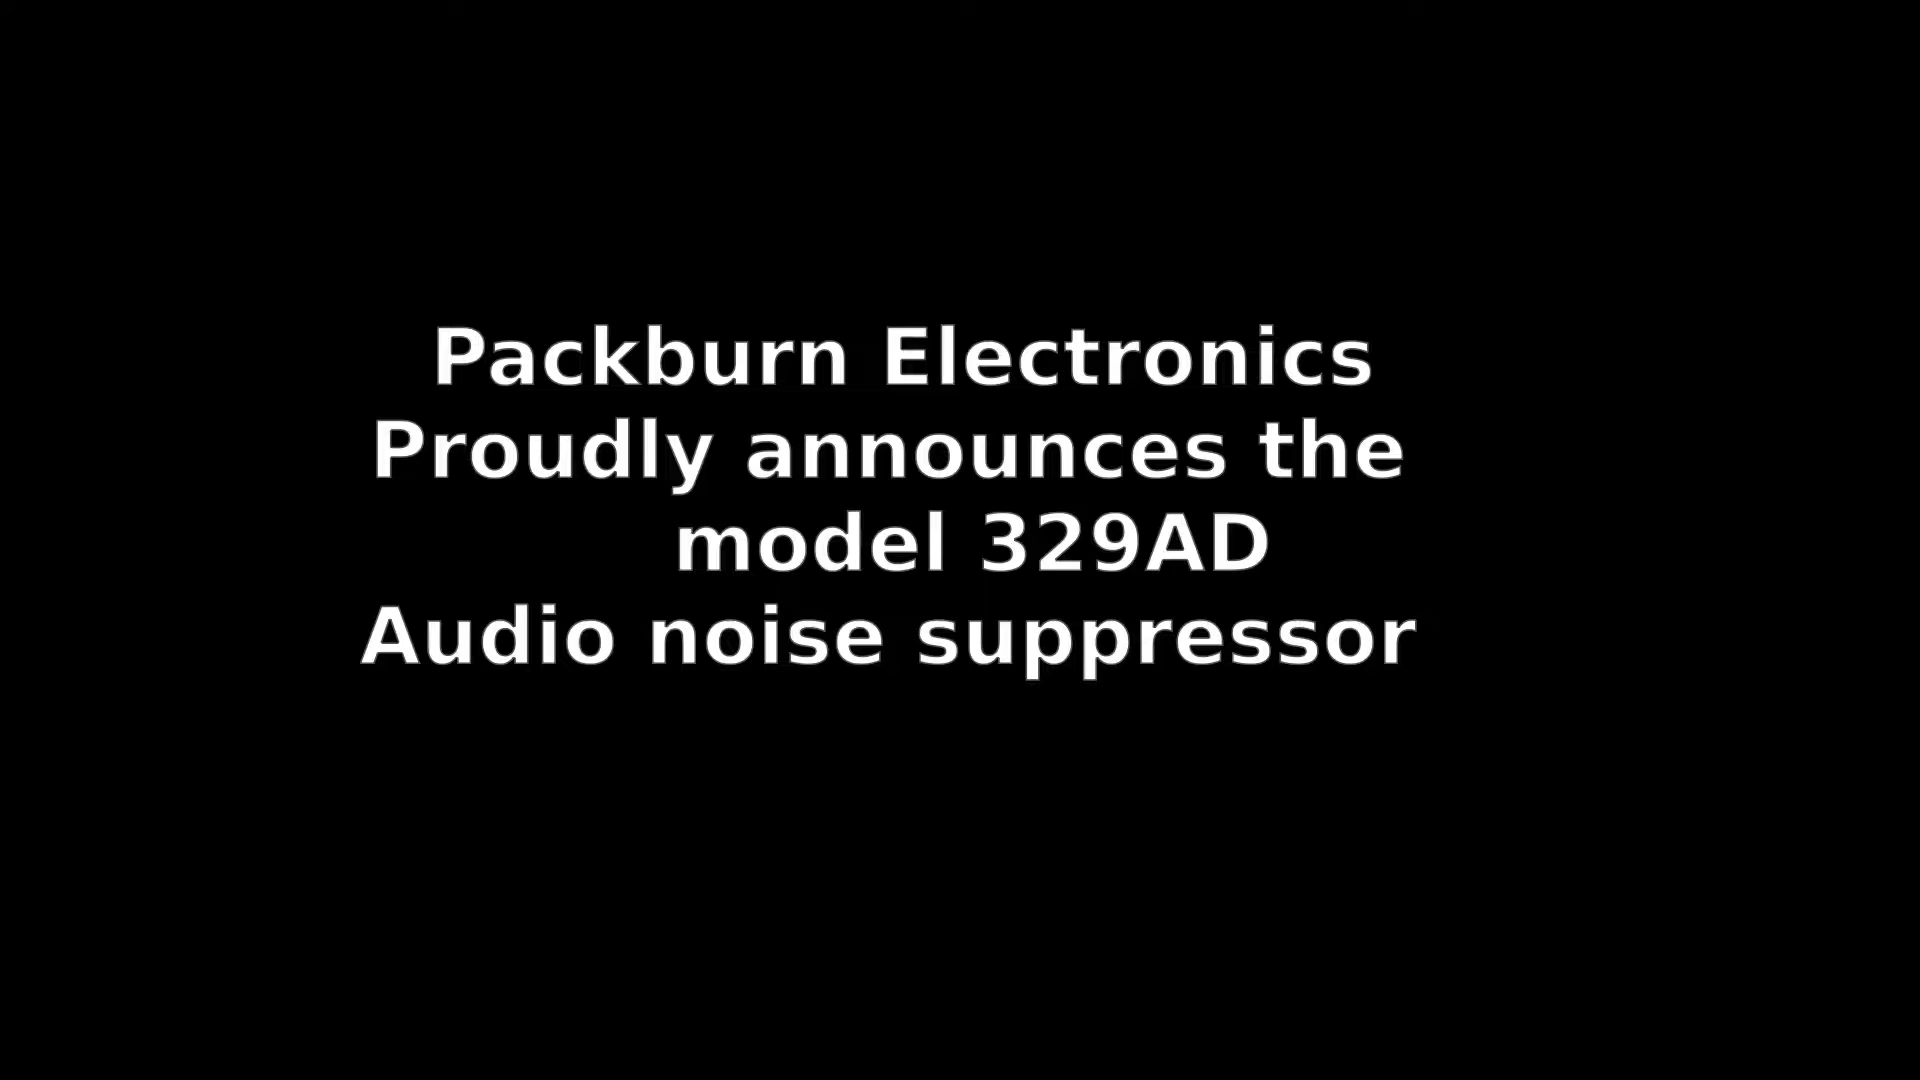 Packburn Electronics
Proudly announces the
model 329AD
Audio noise suppressor